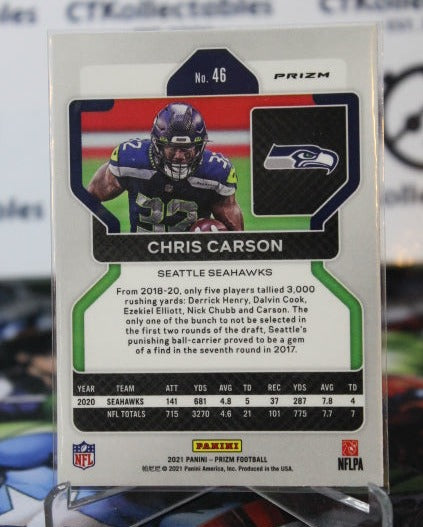 No. 46
PRIZM
32
32
CHRIS CARSON
SEATTLE SEAHAWKS
From 2018-20, only five players tallied 3,000
rushing yards: Derrick Henry, Dalvin Cook,
Ezekiel Elliott, Nick Chubb and Carson. The
only one of the bunch to not be selected in
the first two rounds of the draft, Seattle's
punishing ball-carrier proved to be a gem
of a find in the seventh round in 2017.
YEAR TEAM ATT YDS AVG TD REC YDS AVG TD
2020 SEAHAWKS 141 681 4.8 5 37 287 7.8 4
NFL TOTALS 715 3270 4.6 21 101 775 7.7 7
NFL PANINI NFLPA
2021 PANINI – PRIZM FOOTBALL
© 2021 Panini America, Inc. Produced in the USA.